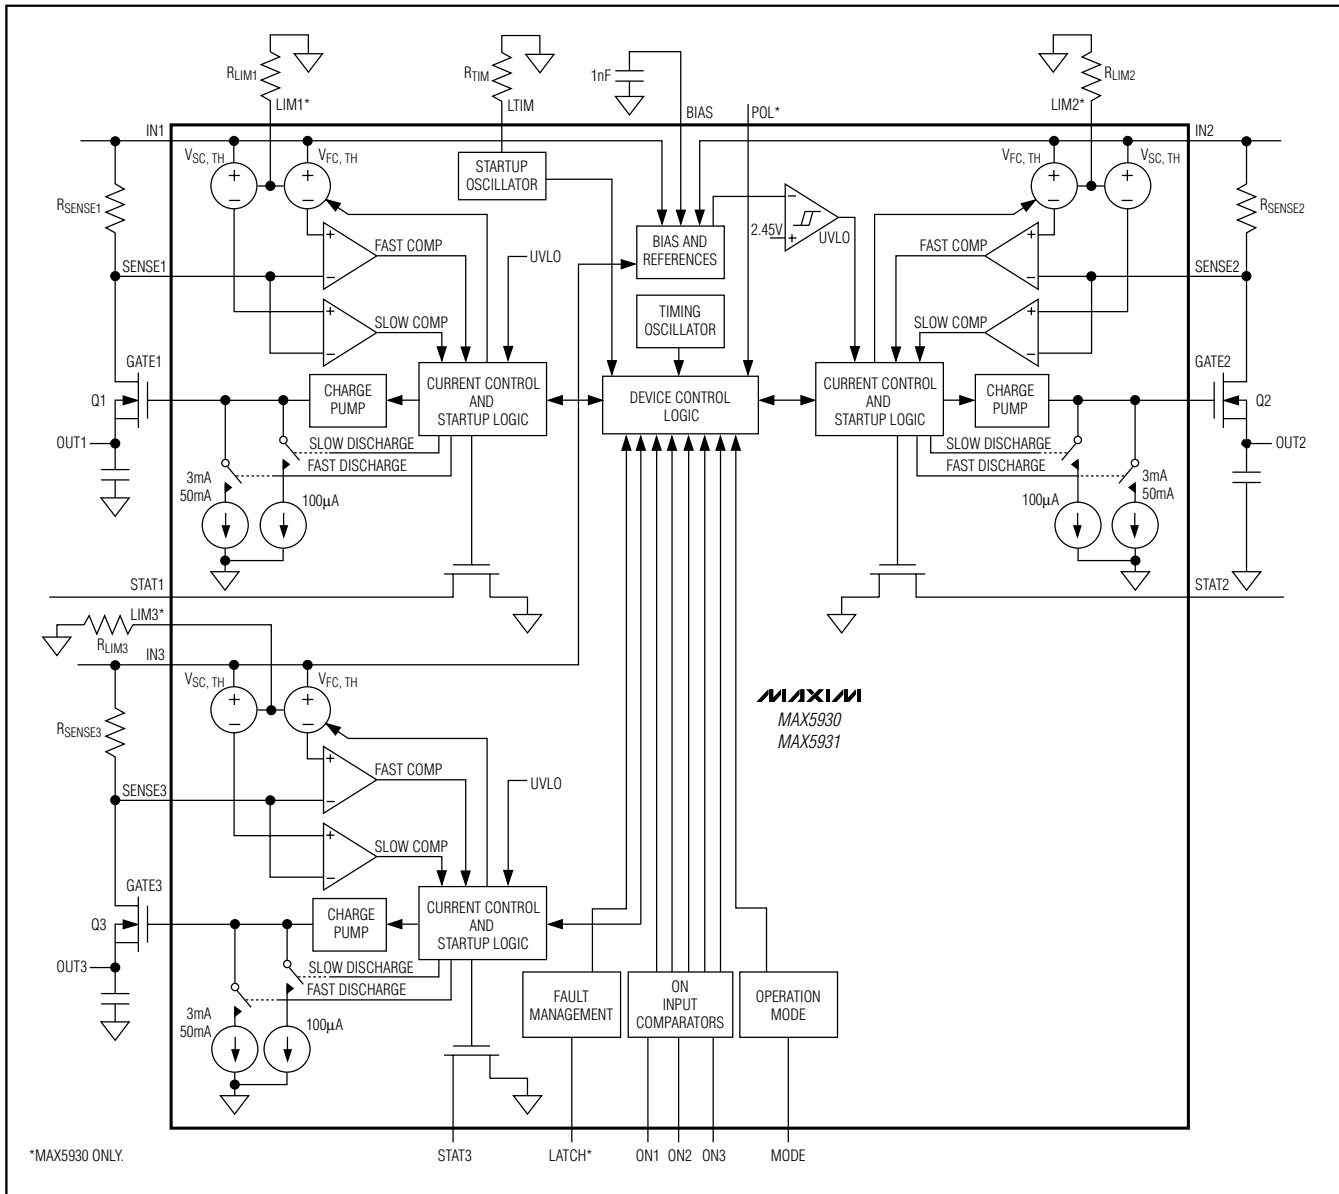 RLIM1
LIM1*
RTIM
LTIM
1nF
BIAS
POL*
RLIM2
LIM2*
IN1
IN2
VSC, TH
VFC, TH
VFC, TH
VSC, TH
+
−
+
−
+
−
+
−
STARTUP
OSCILLATOR
RSENSE1
RSENSE2
BIAS AND
REFERENCES
−
2.45V
+
UVLO
+
−
FAST COMP
UVLO
FAST COMP
+
−
SENSE1
SENSE2
TIMING
OSCILLATOR
+
−
SLOW COMP
SLOW COMP
+
−
GATE1
GATE2
Q1
CHARGE
PUMP
CURRENT CONTROL
AND
STARTUP LOGIC
DEVICE CONTROL
LOGIC
CURRENT CONTROL
AND
STARTUP LOGIC
CHARGE
PUMP
Q2
OUT1
OUT2
SLOW DISCHARGE
FAST DISCHARGE
SLOW DISCHARGE
FAST DISCHARGE
3mA
50mA
100μA
100μA
3mA
50mA
STAT1
STAT2
LIM3*
RLIM3
IN3
VSC, TH
VFC, TH
+
−
+
−
MAXIM
MAX5930
MAX5931
RSENSE3
+
−
FAST COMP
UVLO
SENSE3
+
−
SLOW COMP
GATE3
Q3
CHARGE
PUMP
CURRENT CONTROL
AND
STARTUP LOGIC
OUT3
SLOW DISCHARGE
FAST DISCHARGE
3mA
50mA
100μA
FAULT
MANAGEMENT
ON
INPUT
COMPARATORS
OPERATION
MODE
*MAX5930 ONLY.
STAT3
LATCH*
ON1
ON2
ON3
MODE